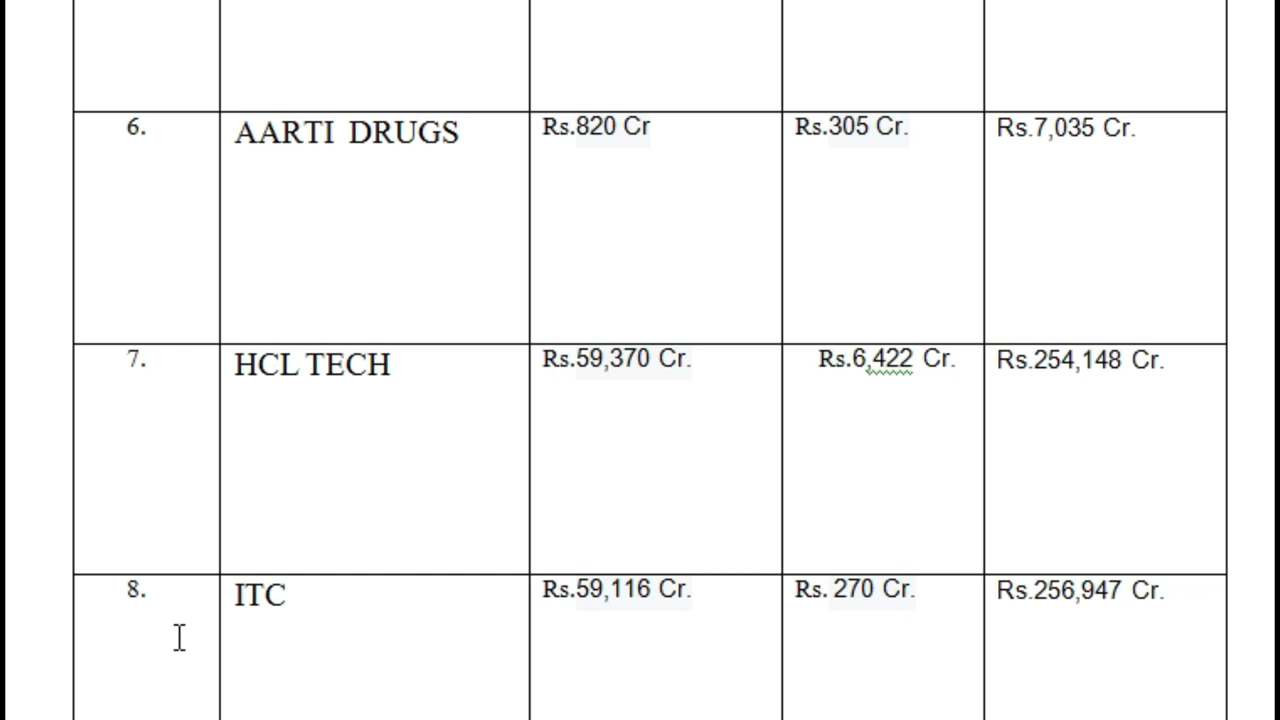 6. AARTI DRUGS Rs.820 Cr Rs.305 Cr. Rs.7,035 Cr.
7. HCL TECH Rs.59,370 Cr. Rs.6,422 Cr. Rs.254,148 Cr.
8. ITC Rs.59,116 Cr. Rs. 270 Cr. Rs.256,947 Cr.